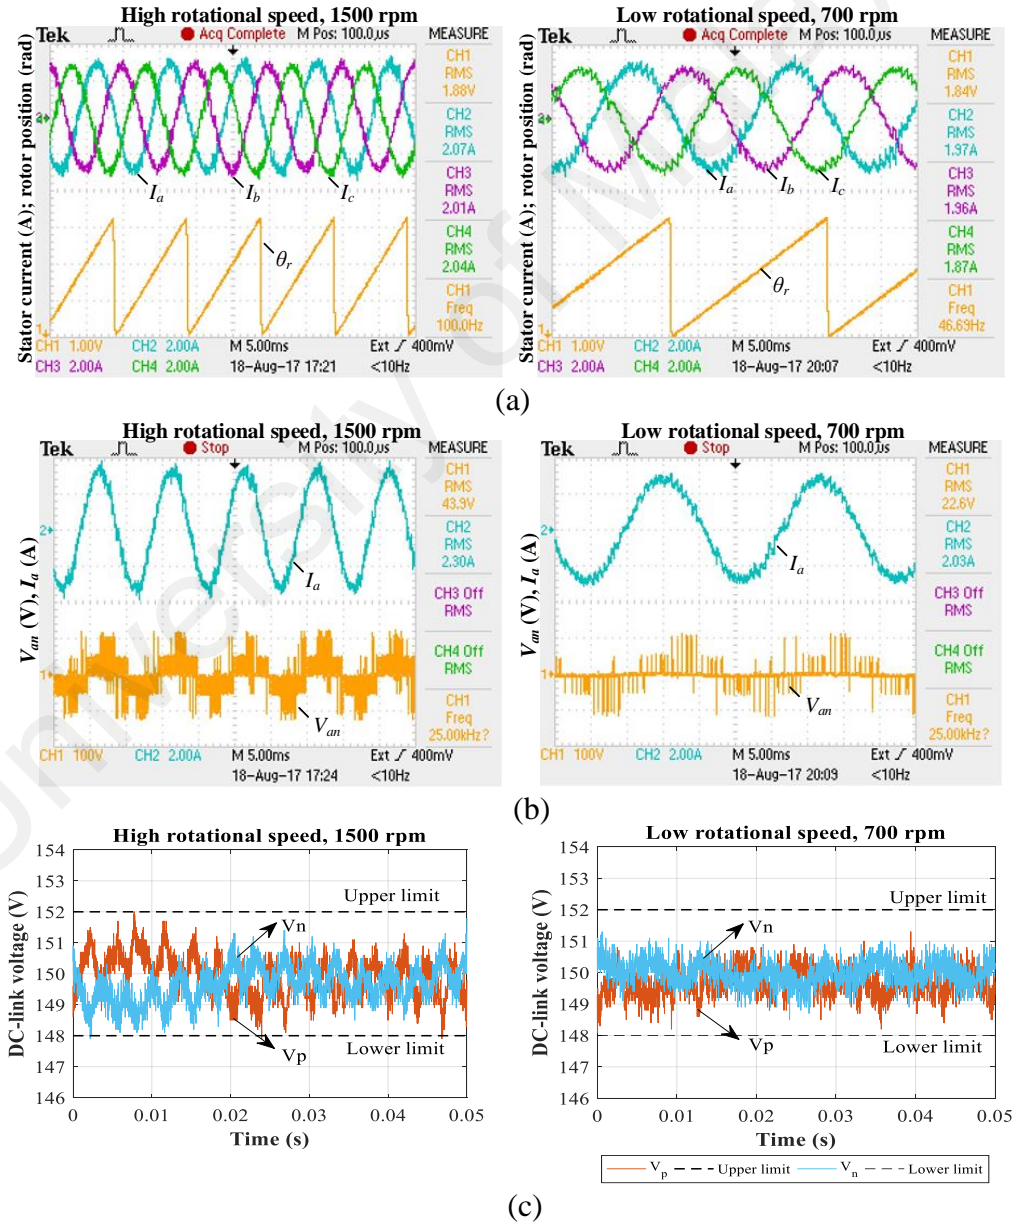 High rotational speed, 1500 rpm
Low rotational speed, 700 rpm
Stator current (A); rotor position (rad)
Tek
Acq Complete
M Pos: 100.0µs
MEASURE
CH1
RMS
1.88V
CH2
RMS
2.07A
CH3
RMS
2.01A
CH4
RMS
2.04A
CH1
Freq
100.0Hz
2
1
Ia
Ib
Ic
θr
CH1 1.00V
CH2 2.00A
M 5.00ms
Ext
400mV
CH3 2.00A
CH4 2.00A
18-Aug-17 17:21
<10Hz
Stator current (A); rotor position (rad)
Tek
Acq Complete
M Pos: 100.0µs
MEASURE
CH1
RMS
1.84V
CH2
RMS
1.97A
CH3
RMS
1.96A
CH4
RMS
1.87A
CH1
Freq
46.69Hz
2
1
Ia
Ib
Ic
θr
CH1 1.00V
CH2 2.00A
M 5.00ms
Ext
400mV
CH3 2.00A
CH4 2.00A
18-Aug-17 20:07
<10Hz
(a)
High rotational speed, 1500 rpm
Low rotational speed, 700 rpm
Van (V), Ia (A)
Tek
Stop
M Pos: 100.0µs
MEASURE
CH1
RMS
43.9V
CH2
RMS
2.30A
CH3 Off
RMS
CH4 Off
RMS
CH1
Freq
25.00kHz?
2
1
Ia
Van
CH1 100V
CH2 2.00A
M 5.00ms
Ext
400mV
18-Aug-17 17:24
<10Hz
Van (V), Ia (A)
Tek
Stop
M Pos: 100.0µs
MEASURE
CH1
RMS
22.6V
CH2
RMS
2.03A
CH3 Off
RMS
CH4 Off
RMS
CH1
Freq
25.00kHz?
2
1
Ia
Van
CH1 100V
CH2 2.00A
M 5.00ms
Ext
400mV
18-Aug-17 20:09
<10Hz
(b)
High rotational speed, 1500 rpm
DC-link voltage (V)
154
153
152
151
150
149
148
147
146
Upper limit
Vn
Vp
Lower limit
0 0.01 0.02 0.03 0.04 0.05
Time (s)
Low rotational speed, 700 rpm
DC-link voltage (V)
154
153
152
151
150
149
148
147
146
Upper limit
Vn
Vp
Lower limit
0 0.01 0.02 0.03 0.04 0.05
Time (s)
Vp Upper limit Vn Lower limit
(c)
University of Mala